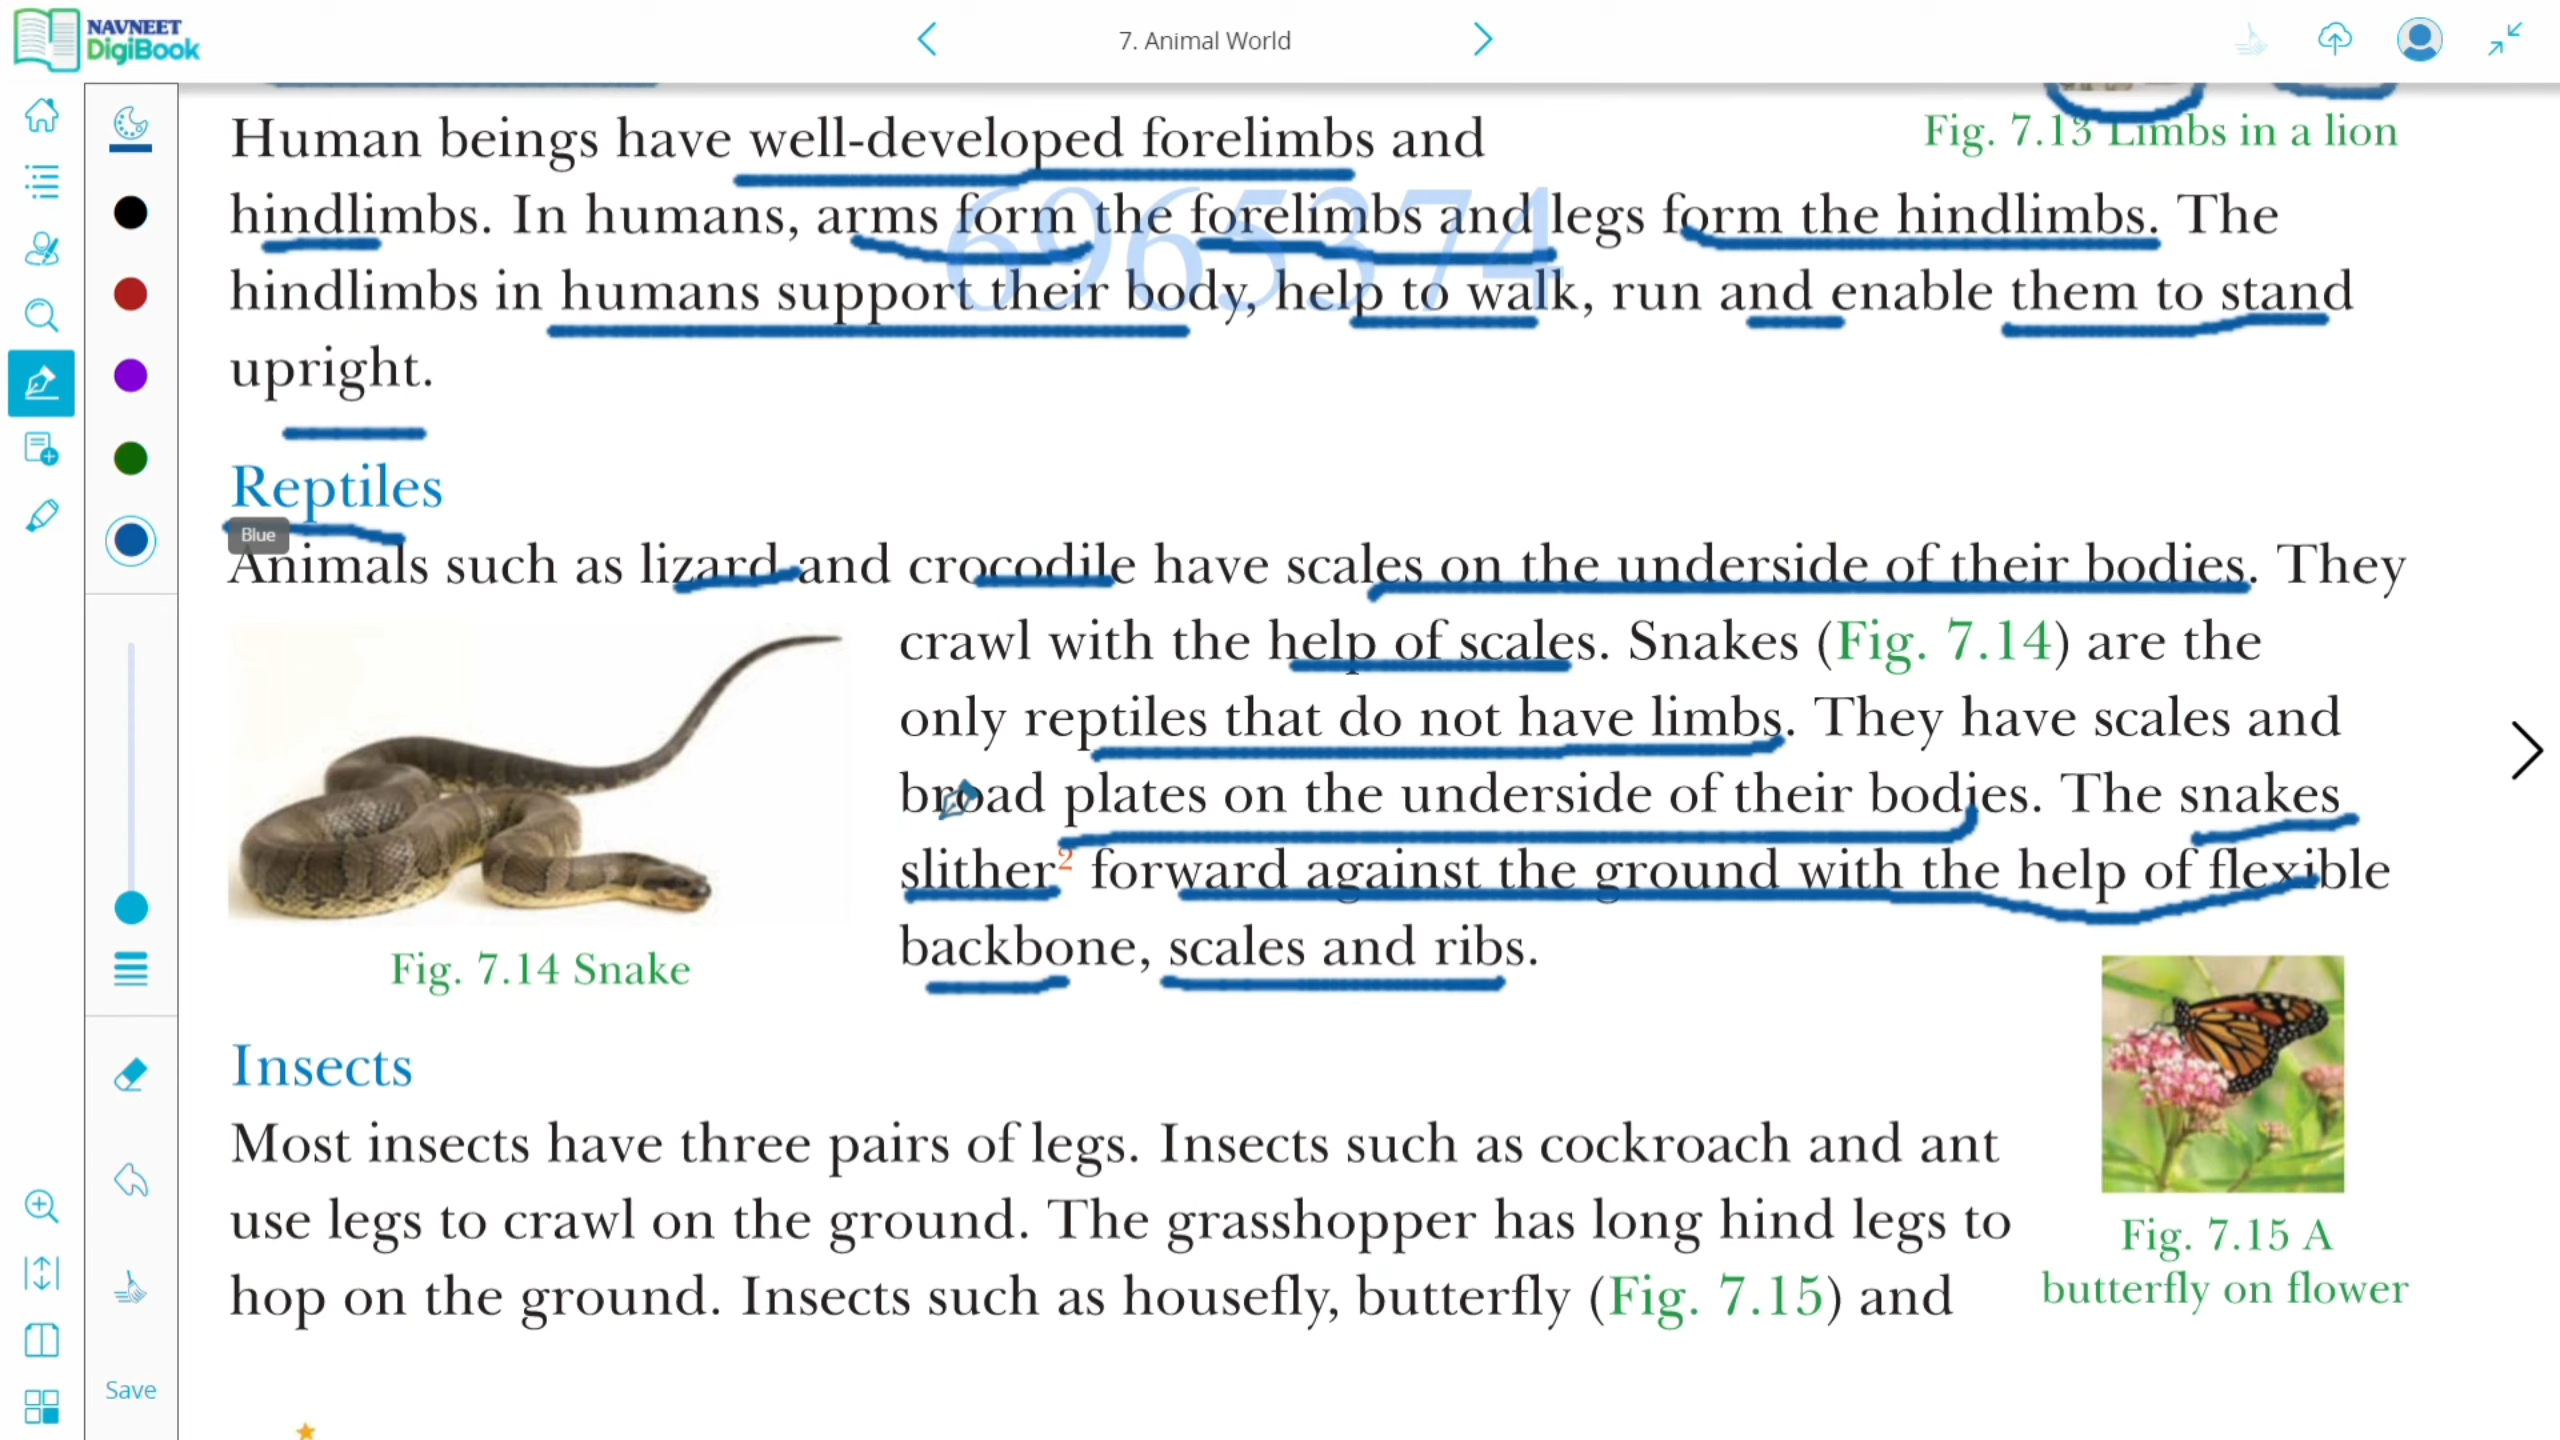 NAVNEET
DigiBook
7. Animal World
Human beings have well-developed forelimbs and
Fig. 7.13 Limbs in a lion
hindlimbs. In humans, arms form the forelimbs and legs form the hindlimbs. The
6965374
hindlimbs in humans support their body, help to walk, run and enable them to stand
upright.
Reptiles
Blue
Animals such as lizard and crocodile have scales on the underside of their bodies. They
crawl with the help of scales. Snakes (Fig. 7.14) are the
only reptiles that do not have limbs. They have scales and
broad plates on the underside of their bodies. The snakes
slither² forward against the ground with the help of flexible
backbone, scales and ribs.
Fig. 7.14 Snake
Insects
Most insects have three pairs of legs. Insects such as cockroach and ant
use legs to crawl on the ground. The grasshopper has long hind legs to
hop on the ground. Insects such as housefly, butterfly (Fig. 7.15) and
Fig. 7.15 A
butterfly on flower
Save